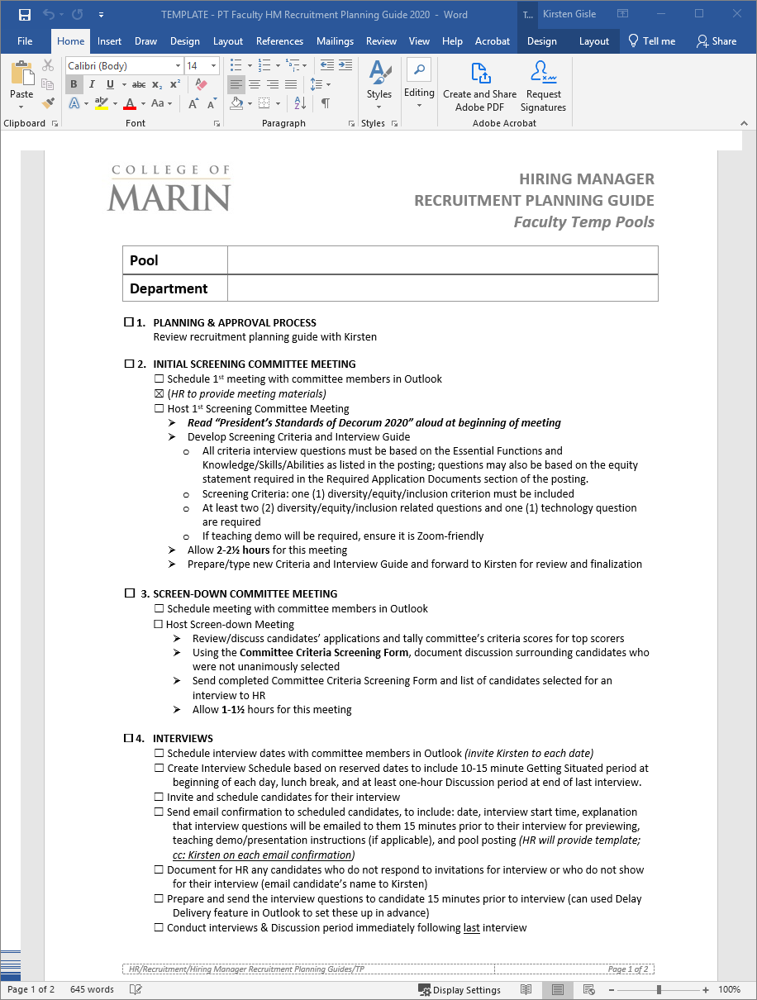 TEMPLATE - PT Faculty HM Recruitment Planning Guide 2020 - Word
T...
Kirsten Gisle
File Home Insert Draw Design Layout References Mailings Review View Help Acrobat Design Layout Tell me Share
Calibri (Body) 14
Paste
B I U abc x₂ x²
A ab A Aa A A
Styles
Editing
Create and Share
Adobe PDF
Request
Signatures
Clipboard Font Paragraph Styles Adobe Acrobat
COLLEGE OF
MARIN
HIRING MANAGER
RECRUITMENT PLANNING GUIDE
Faculty Temp Pools
Pool
Department
☐ 1. PLANNING & APPROVAL PROCESS
Review recruitment planning guide with Kirsten
☐ 2. INITIAL SCREENING COMMITTEE MEETING
☐ Schedule 1st meeting with committee members in Outlook
☒ (HR to provide meeting materials)
☐ Host 1st Screening Committee Meeting
➢ Read “President’s Standards of Decorum 2020” aloud at beginning of meeting
➢ Develop Screening Criteria and Interview Guide
o All criteria interview questions must be based on the Essential Functions and
Knowledge/Skills/Abilities as listed in the posting; questions may also be based on the equity
statement required in the Required Application Documents section of the posting.
o Screening Criteria: one (1) diversity/equity/inclusion criterion must be included
o At least two (2) diversity/equity/inclusion related questions and one (1) technology question
are required
o If teaching demo will be required, ensure it is Zoom-friendly
➢ Allow 2-2½ hours for this meeting
➢ Prepare/type new Criteria and Interview Guide and forward to Kirsten for review and finalization
☐ 3. SCREEN-DOWN COMMITTEE MEETING
☐ Schedule meeting with committee members in Outlook
☐ Host Screen-down Meeting
➢ Review/discuss candidates’ applications and tally committee’s criteria scores for top scorers
➢ Using the Committee Criteria Screening Form, document discussion surrounding candidates who
were not unanimously selected
➢ Send completed Committee Criteria Screening Form and list of candidates selected for an
interview to HR
➢ Allow 1-1½ hours for this meeting
☐ 4. INTERVIEWS
☐ Schedule interview dates with committee members in Outlook (invite Kirsten to each date)
☐ Create Interview Schedule based on reserved dates to include 10-15 minute Getting Situated period at
beginning of each day, lunch break, and at least one-hour Discussion period at end of last interview.
☐ Invite and schedule candidates for their interview
☐ Send email confirmation to scheduled candidates, to include: date, interview start time, explanation
that interview questions will be emailed to them 15 minutes prior to their interview for previewing,
teaching demo/presentation instructions (if applicable), and pool posting (HR will provide template;
cc: Kirsten on each email confirmation)
☐ Document for HR any candidates who do not respond to invitations for interview or who do not show
for their interview (email candidate’s name to Kirsten)
☐ Prepare and send the interview questions to candidate 15 minutes prior to interview (can used Delay
Delivery feature in Outlook to set these up in advance)
☐ Conduct interviews & Discussion period immediately following last interview
HR/Recruitment/Hiring Manager Recruitment Planning Guides/TP Page 1 of 2
Page 1 of 2 645 words Display Settings 100%